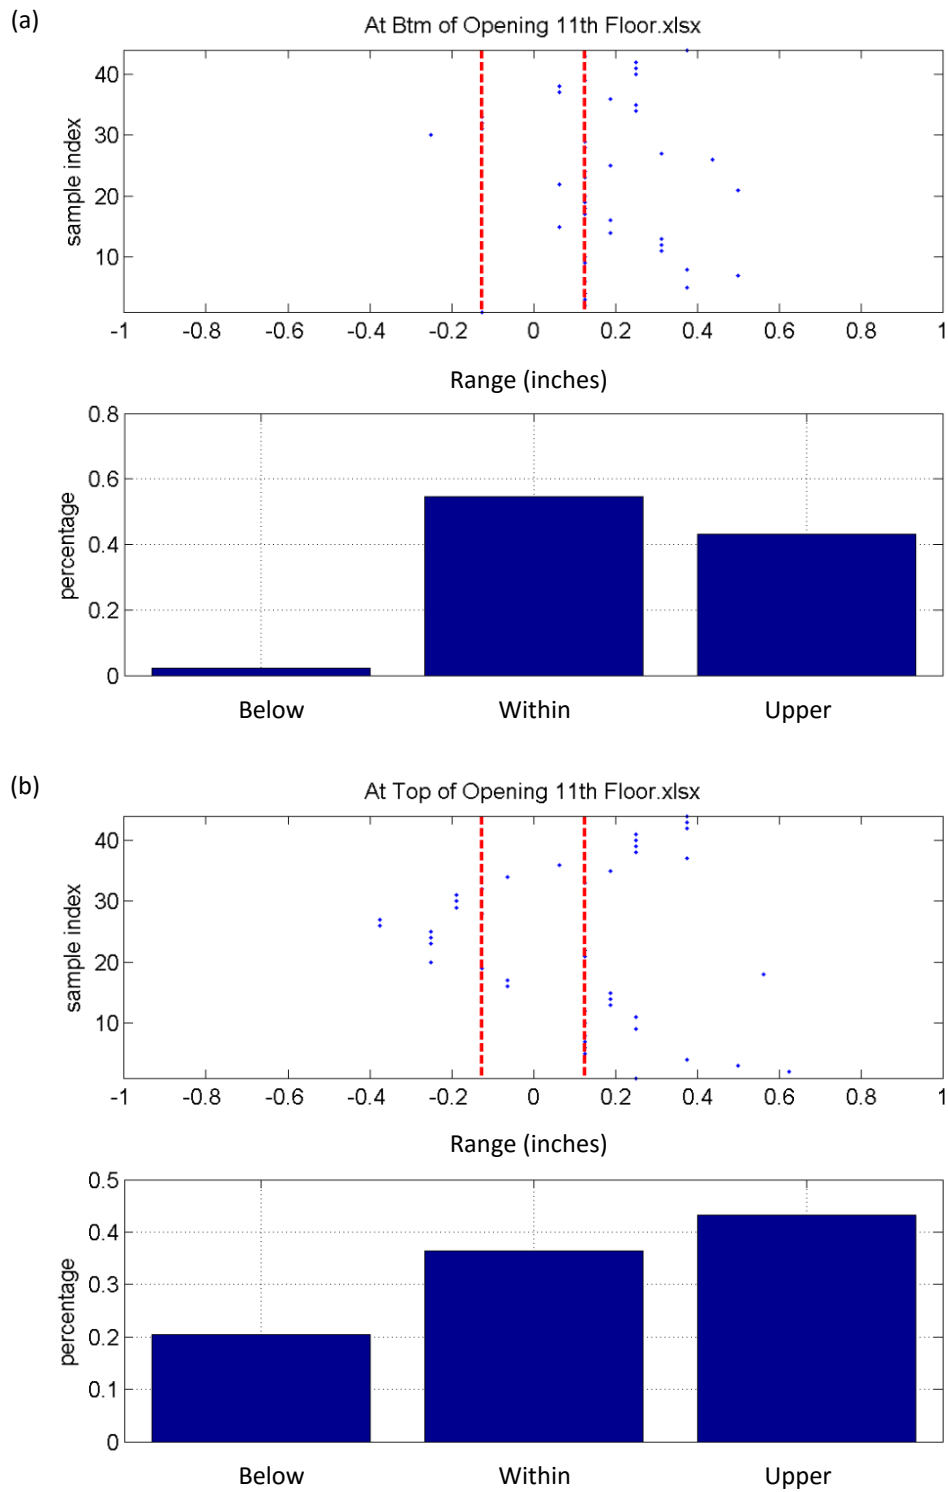 (a)
At Btm of Opening 11th Floor.xlsx
sample index
40
30
20
10
-1 -0.8 -0.6 -0.4 -0.2 0 0.2 0.4 0.6 0.8 1
Range (inches)
percentage
0.8
0.6
0.4
0.2
0
Below Within Upper
(b)
At Top of Opening 11th Floor.xlsx
sample index
40
30
20
10
-1 -0.8 -0.6 -0.4 -0.2 0 0.2 0.4 0.6 0.8 1
Range (inches)
percentage
0.5
0.4
0.3
0.2
0.1
0
Below Within Upper